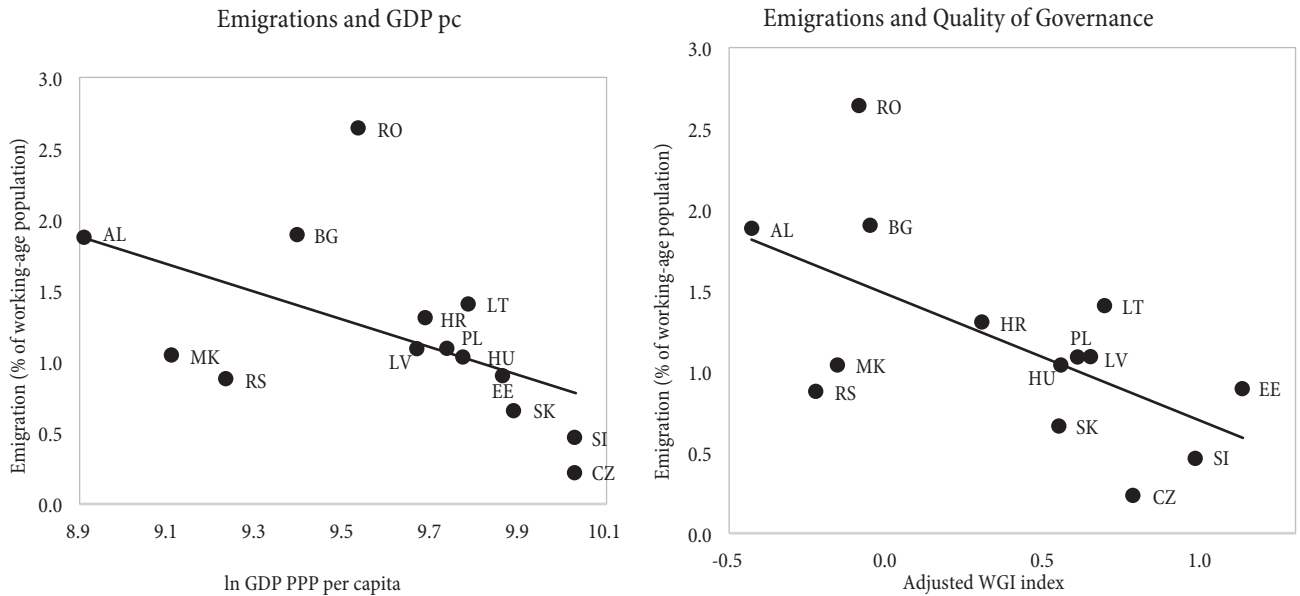 Emigrations and GDP pc
Emigration (% of working-age population)
3.0
2.5
2.0
1.5
1.0
0.5
0.0
RO
AL
BG
LT
HR
PL
LV
HU
MK
RS
EE
SK
SI
CZ
8.9 9.1 9.3 9.5 9.7 9.9 10.1
ln GDP PPP per capita
Emigrations and Quality of Governance
Emigration (% of working-age population)
3.0
2.5
2.0
1.5
1.0
0.5
0.0
RO
AL
BG
LT
HR
PL
LV
MK
HU
RS
EE
SK
SI
CZ
-0.5 0.0 0.5 1.0
Adjusted WGI index